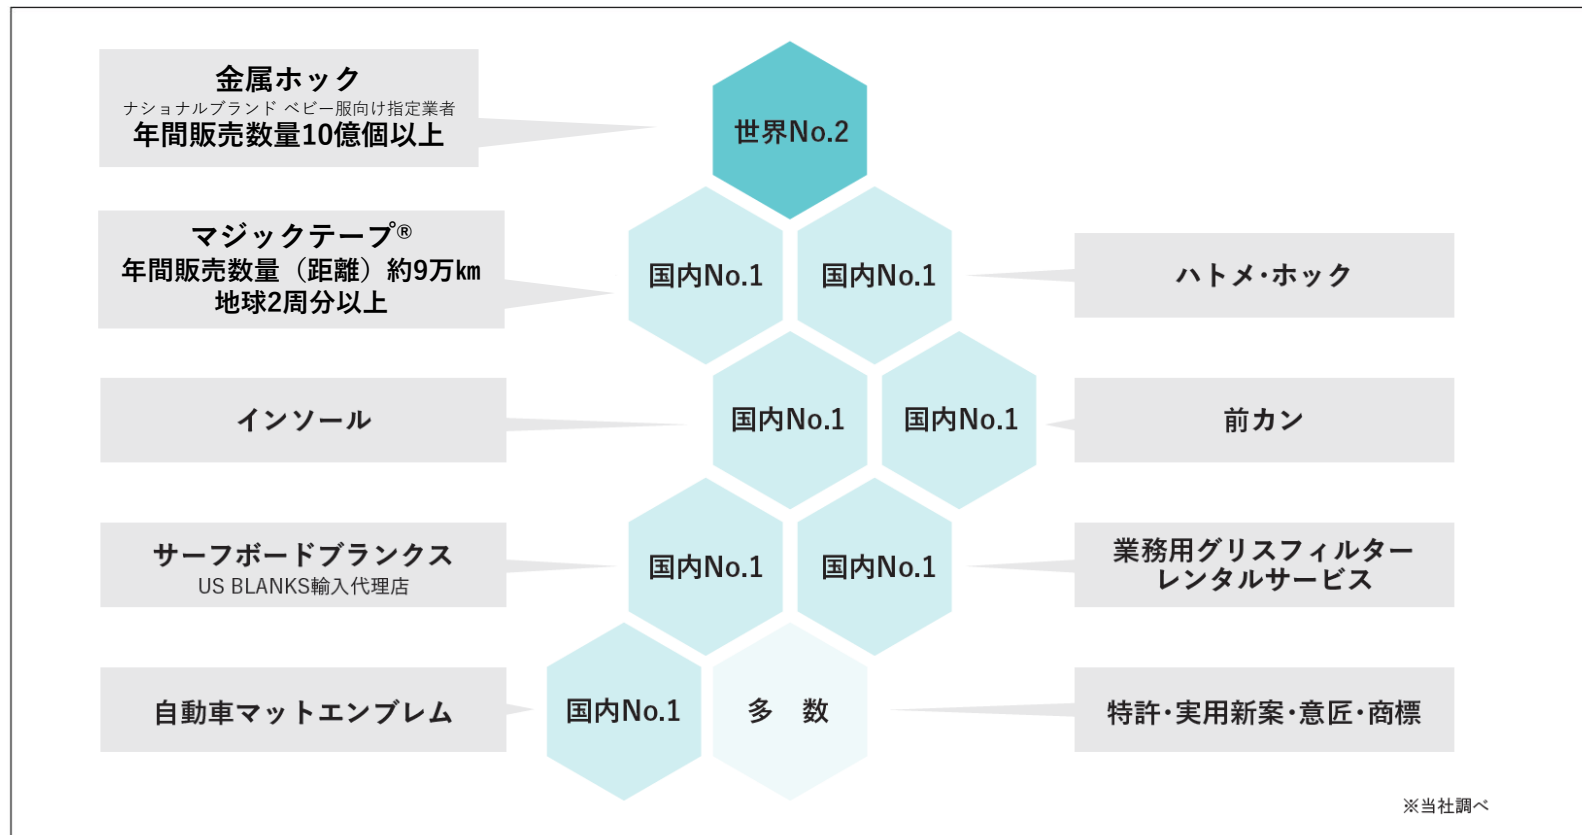 金属ホック
ナショナルブランド ベビー服向け指定業者
年間販売数量10億個以上
世界No.2
マジックテープ®
年間販売数量（距離）約9万㎞
地球2周分以上
国内No.1
国内No.1
ハトメ・ホック
インソール
国内No.1
国内No.1
前カン
サーフボードブランクス
US BLANKS輸入代理店
国内No.1
国内No.1
業務用グリスフィルター
レンタルサービス
自動車マットエンブレム
国内No.1
多　数
特許・実用新案・意匠・商標
※当社調べ